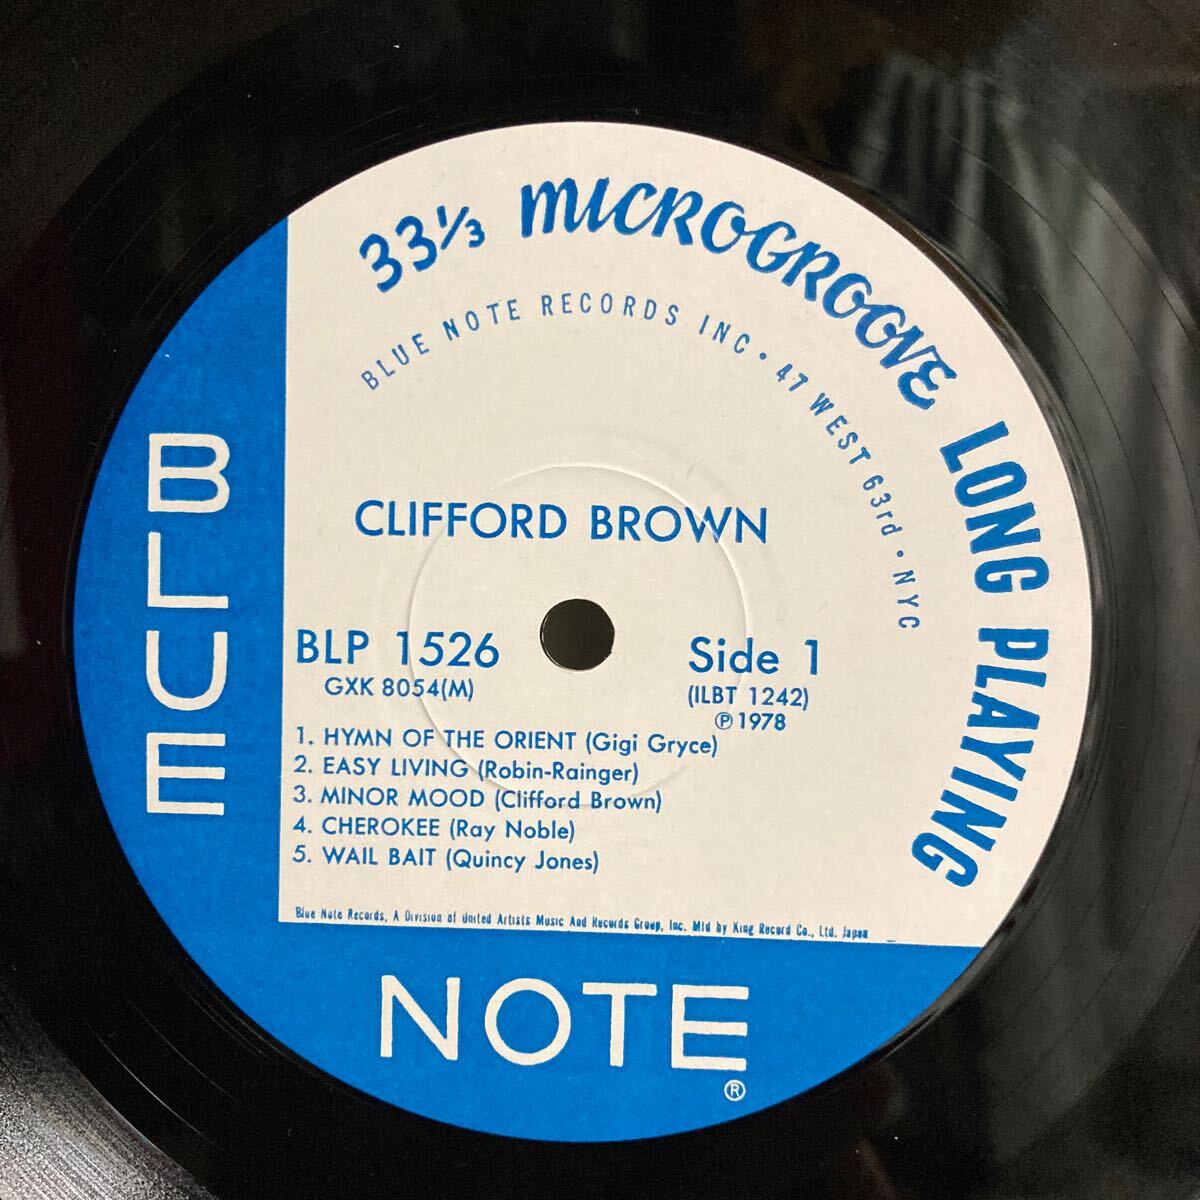 33 1/3 MICROGROOVE LONG PLAYING
BLUE NOTE RECORDS INC • 47 WEST 63rd • NYC
CLIFFORD BROWN
BLP 1526
GXK 8054(M)
Side 1
(ILBT 1242)
℗ 1978
1. HYMN OF THE ORIENT (Gigi Gryce)
2. EASY LIVING (Robin-Rainger)
3. MINOR MOOD (Clifford Brown)
4. CHEROKEE (Ray Noble)
5. WAIL BAIT (Quincy Jones)
Blue Note Records, A Division of United Artists Music And Records Group, Inc. Mfd by King Record Co., Ltd. Japan
BLUE
NOTE
®